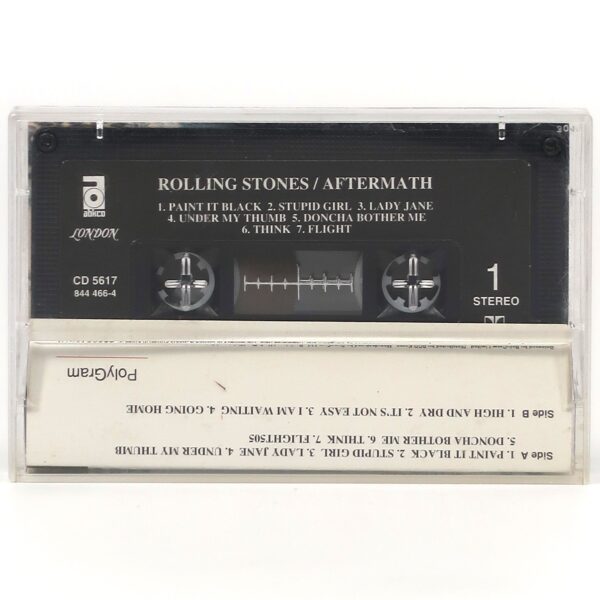 ROLLING STONES / AFTERMATH
1. PAINT IT BLACK 2. STUPID GIRL 3. LADY JANE
4. UNDER MY THUMB 5. DONCHA BOTHER ME
6. THINK 7. FLIGHT
abkco
LONDON
CD 5617
844 466-4
1
STEREO
Side A 1. PAINT IT BLACK 2. STUPID GIRL 3. LADY JANE 4. UNDER MY THUMB
5. DONCHA BOTHER ME 6. THINK 7. FLIGHT505
Side B 1. HIGH AND DRY 2. IT'S NOT EASY 3. I AM WAITING 4. GOING HOME
PolyGram